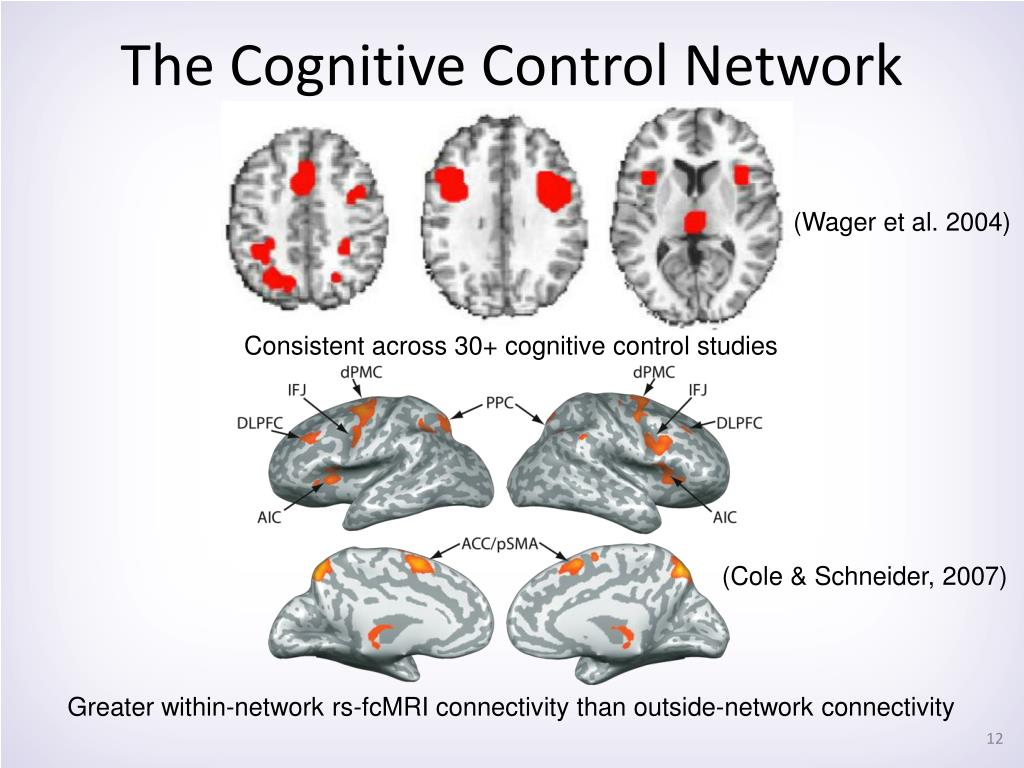 The Cognitive Control Network
(Wager et al. 2004)
Consistent across 30+ cognitive control studies
dPMC
dPMC
IFJ
IFJ
PPC
DLPFC
DLPFC
AIC
AIC
ACC/pSMA
(Cole & Schneider, 2007)
Greater within-network rs-fcMRI connectivity than outside-network connectivity
12